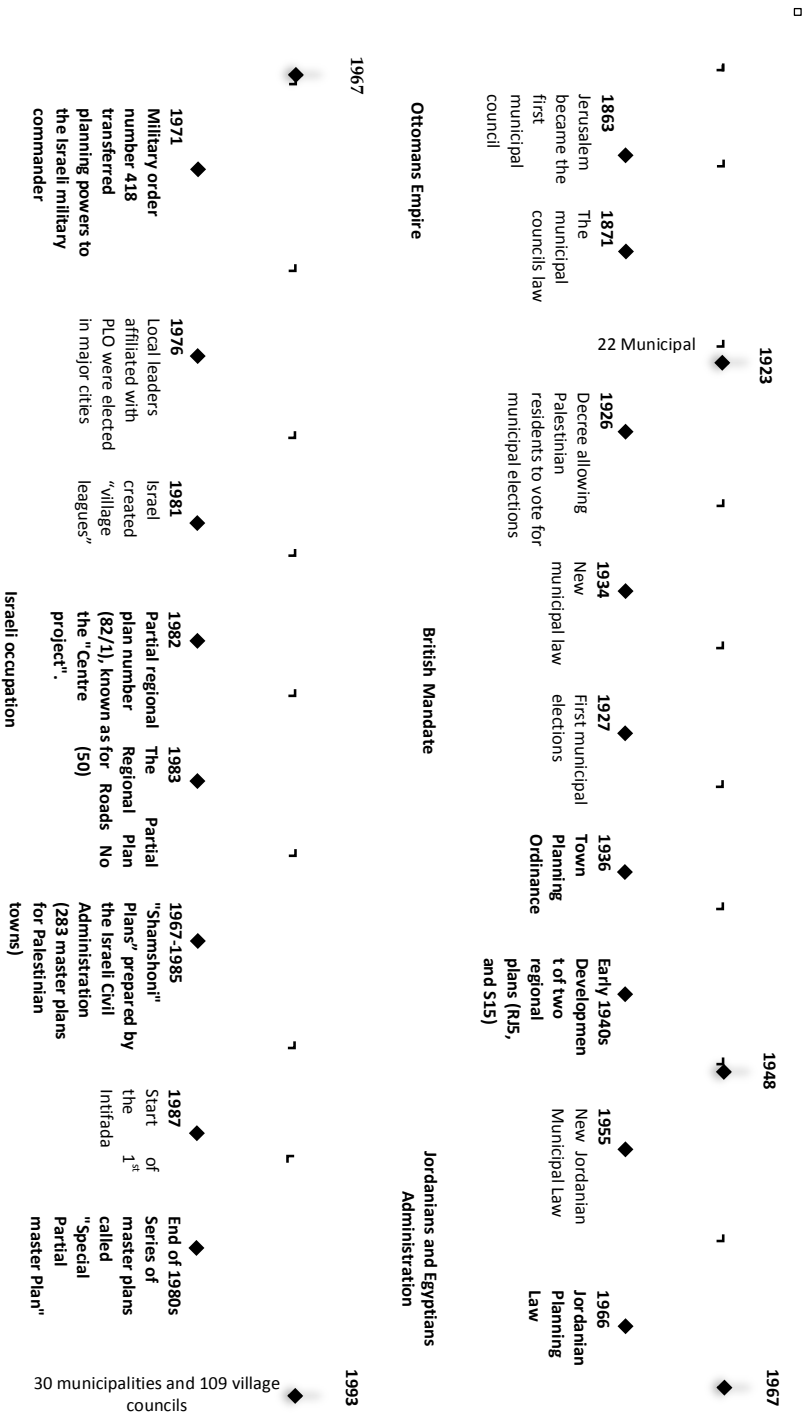 1923
1948
1967
22 Municipal
1863
Jerusalem
became the
first
municipal
council
1871
The
municipal
councils law
1926
Decree allowing
Palestinian
residents to vote for
municipal elections
1934
New
municipal law
1927
First municipal
elections
1936
Town
Planning
Ordinance
Early 1940s
Developmen
t of two
regional
plans (RJ5,
and S15)
1955
New Jordanian
Municipal Law
1966
Jordanian
Planning
Law
Ottomans Empire
British Mandate
Jordanians and Egyptians
Administration
1967
1993
1971
Military order
number 418
transferred
planning powers to
the Israeli military
commander
1976
Local leaders
affiliated with
PLO were elected
in major cities
1981
Israel
created
“village
leagues”
1982
Partial regional
plan number
(82/1), known as
the "Centre
project".
1983
The Partial
Regional Plan
for Roads No
(50)
1967-1985
"Shamshoni"
Plans” prepared by
the Israeli Civil
Administration
(283 master plans
for Palestinian
towns)
1987
Start of
the 1st
Intifada
End of 1980s
Series of
master plans
called
"Special
Partial
master Plan"
30 municipalities and 109 village
councils
Israeli occupation